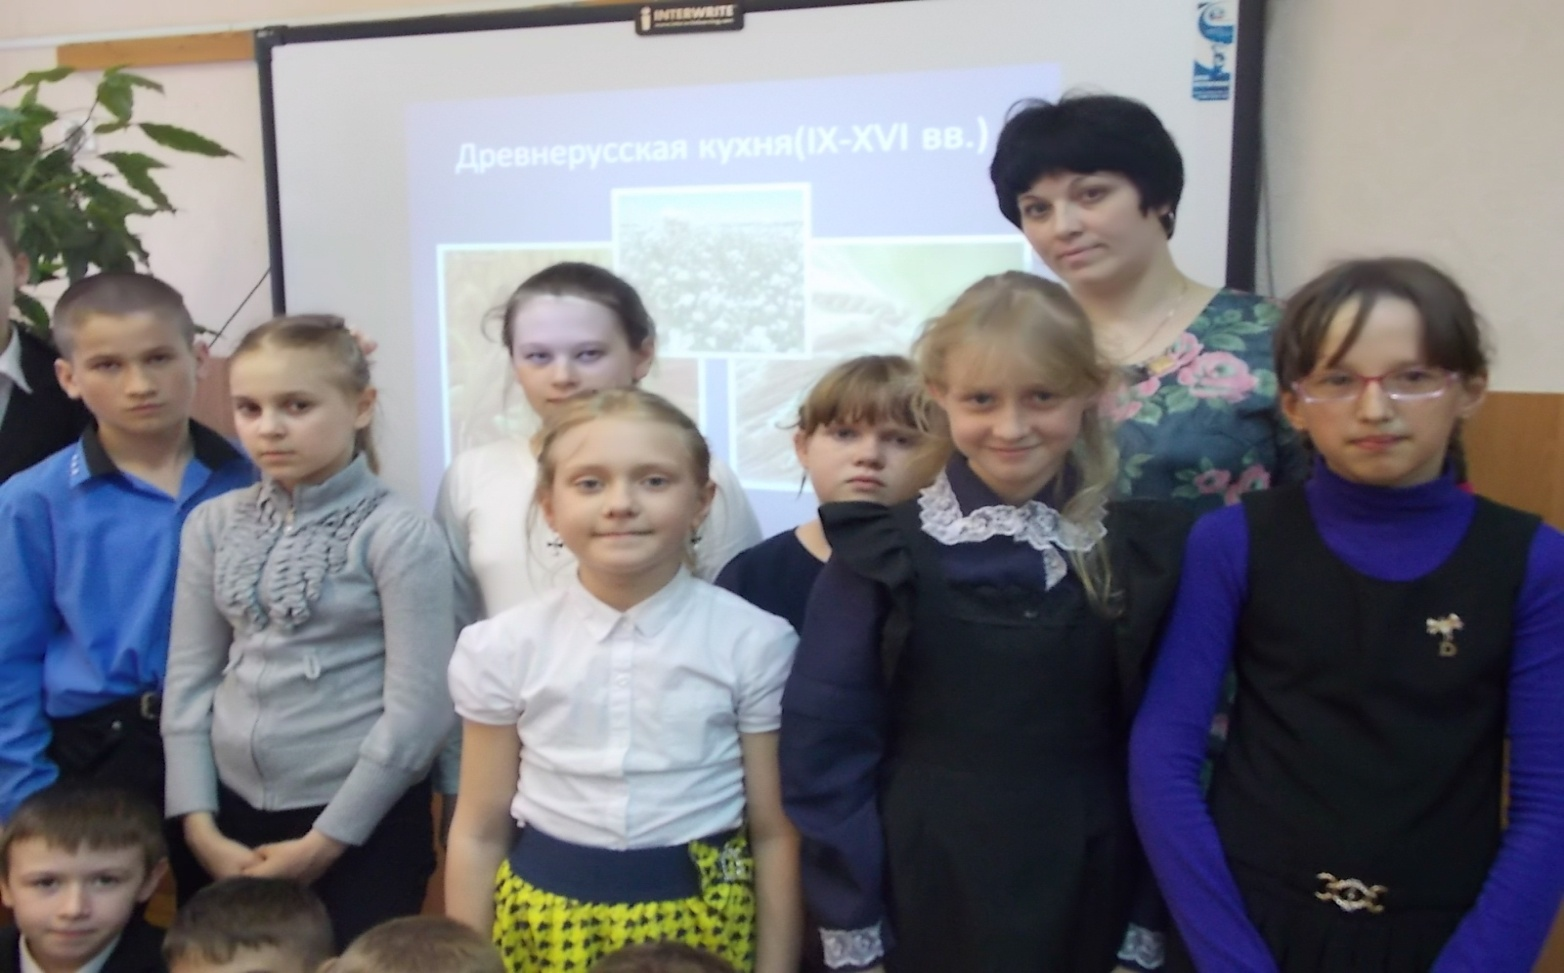 INTERWRITE
Древнерусская кухня(IX-XVI вв.)
D